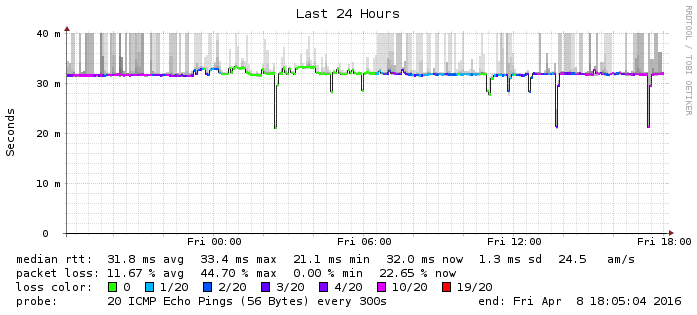 Last 24 Hours
RRDTOOL / TOBI OETIKER
Seconds
40 m
30 m
20 m
10 m
0
Fri 00:00 Fri 06:00 Fri 12:00 Fri 18:00
median rtt: 31.8 ms avg 33.4 ms max 21.1 ms min 32.0 ms now 1.3 ms sd 24.5 am/s
packet loss: 11.67 % avg 44.70 % max 0.00 % min 22.65 % now
loss color: 0 1/20 2/20 3/20 4/20 10/20 19/20
probe: 20 ICMP Echo Pings (56 Bytes) every 300s end: Fri Apr 8 18:05:04 2016